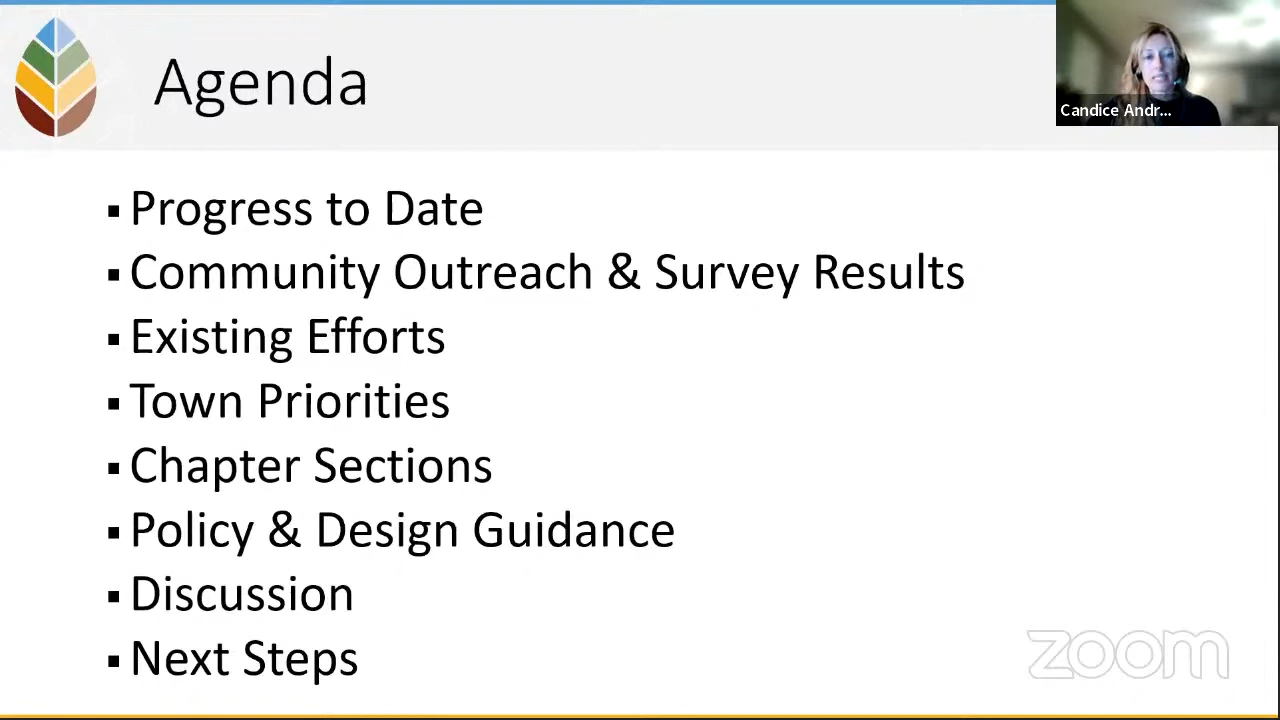 Agenda
Candice Andr...
▪ Progress to Date
▪ Community Outreach & Survey Results
▪ Existing Efforts
▪ Town Priorities
▪ Chapter Sections
▪ Policy & Design Guidance
▪ Discussion
▪ Next Steps
zoom